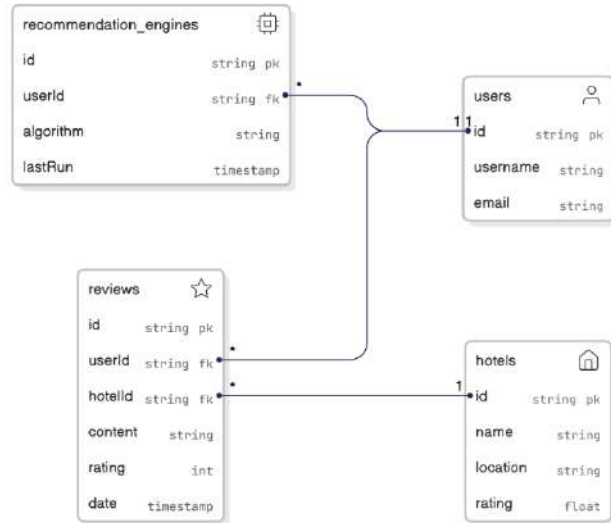 recommendation_engines
id string pk
userId string fk *
algorithm string
lastRun timestamp
users
1 1 id string pk
username string
email string
reviews
id string pk
userId string fk *
hotelId string fk *
content string
rating int
date timestamp
hotels
1 id string pk
name string
location string
rating float